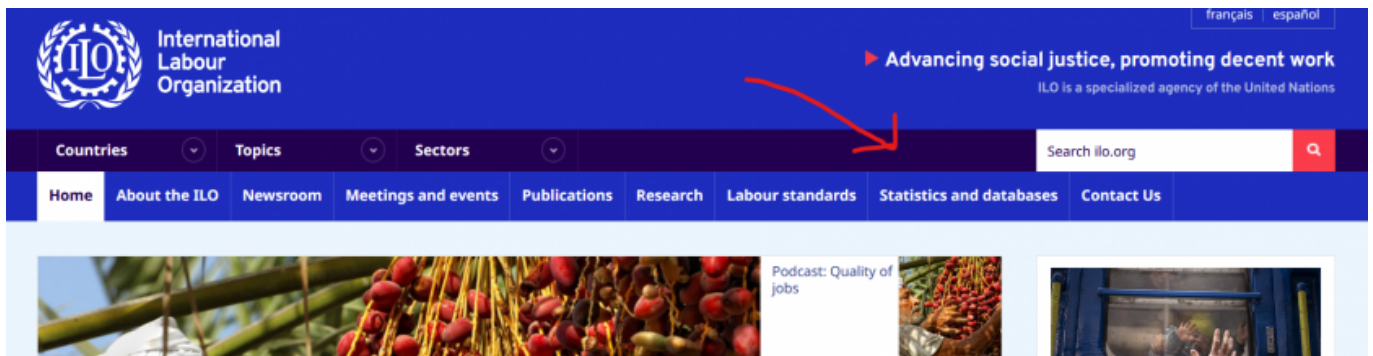 français español
International
Labour
Organization
Advancing social justice, promoting decent work
ILO is a specialized agency of the United Nations
Countries Topics Sectors Search ilo.org
Home About the ILO Newsroom Meetings and events Publications Research Labour standards Statistics and databases Contact Us
Podcast: Quality of
jobs